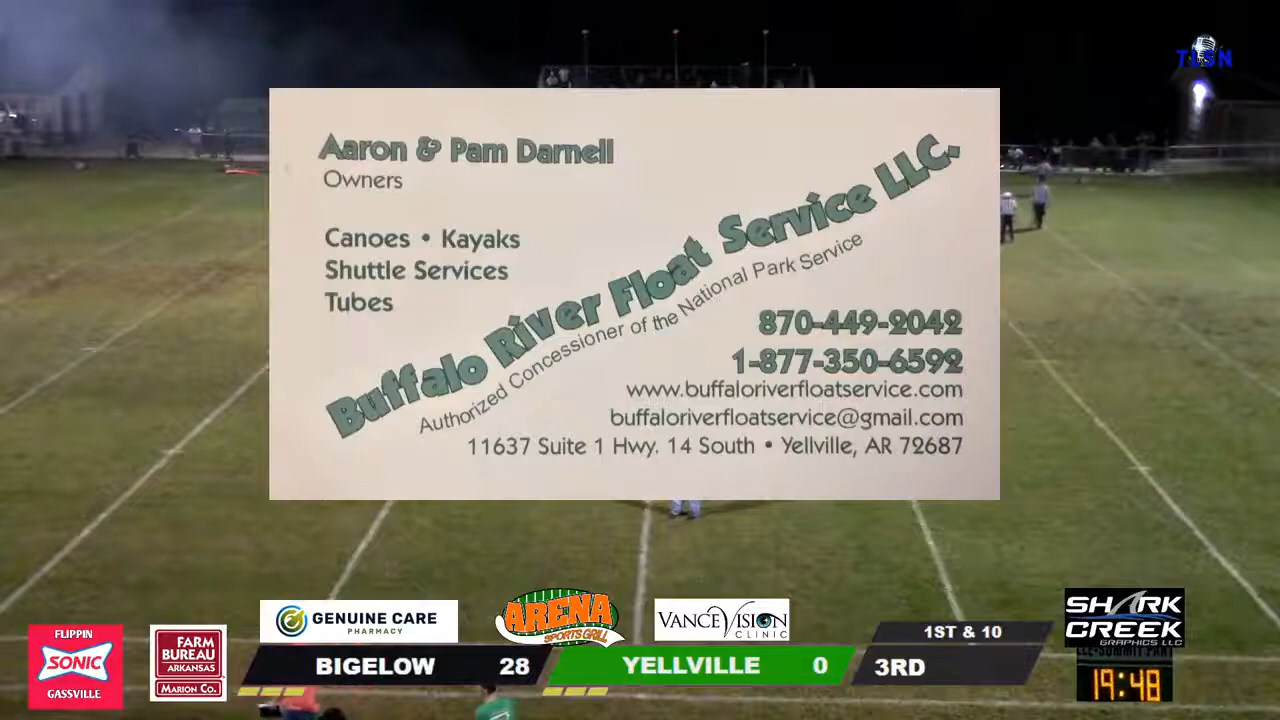 TLSN
Aaron & Pam Darnell
Owners
Canoes • Kayaks
Shuttle Services
Tubes
Buffalo River Float Service LLC.
Authorized Concessioner of the National Park Service
870-449-2042
1-877-350-6592
www.buffaloriverfloatservice.com
buffaloriverfloatservice@gmail.com
11637 Suite 1 Hwy. 14 South • Yellville, AR 72687
FLIPPIN
SONIC
GASSVILLE
FARM
BUREAU
ARKANSAS
MARION CO.
GENUINE CARE
PHARMACY
ARENA
SPORTS GRILL
VANCE VISION
CLINIC
SHARK
CREEK
GRAPHICS LLC
1ST & 10
BIGELOW 28
YELLVILLE 0
3RD
19:48